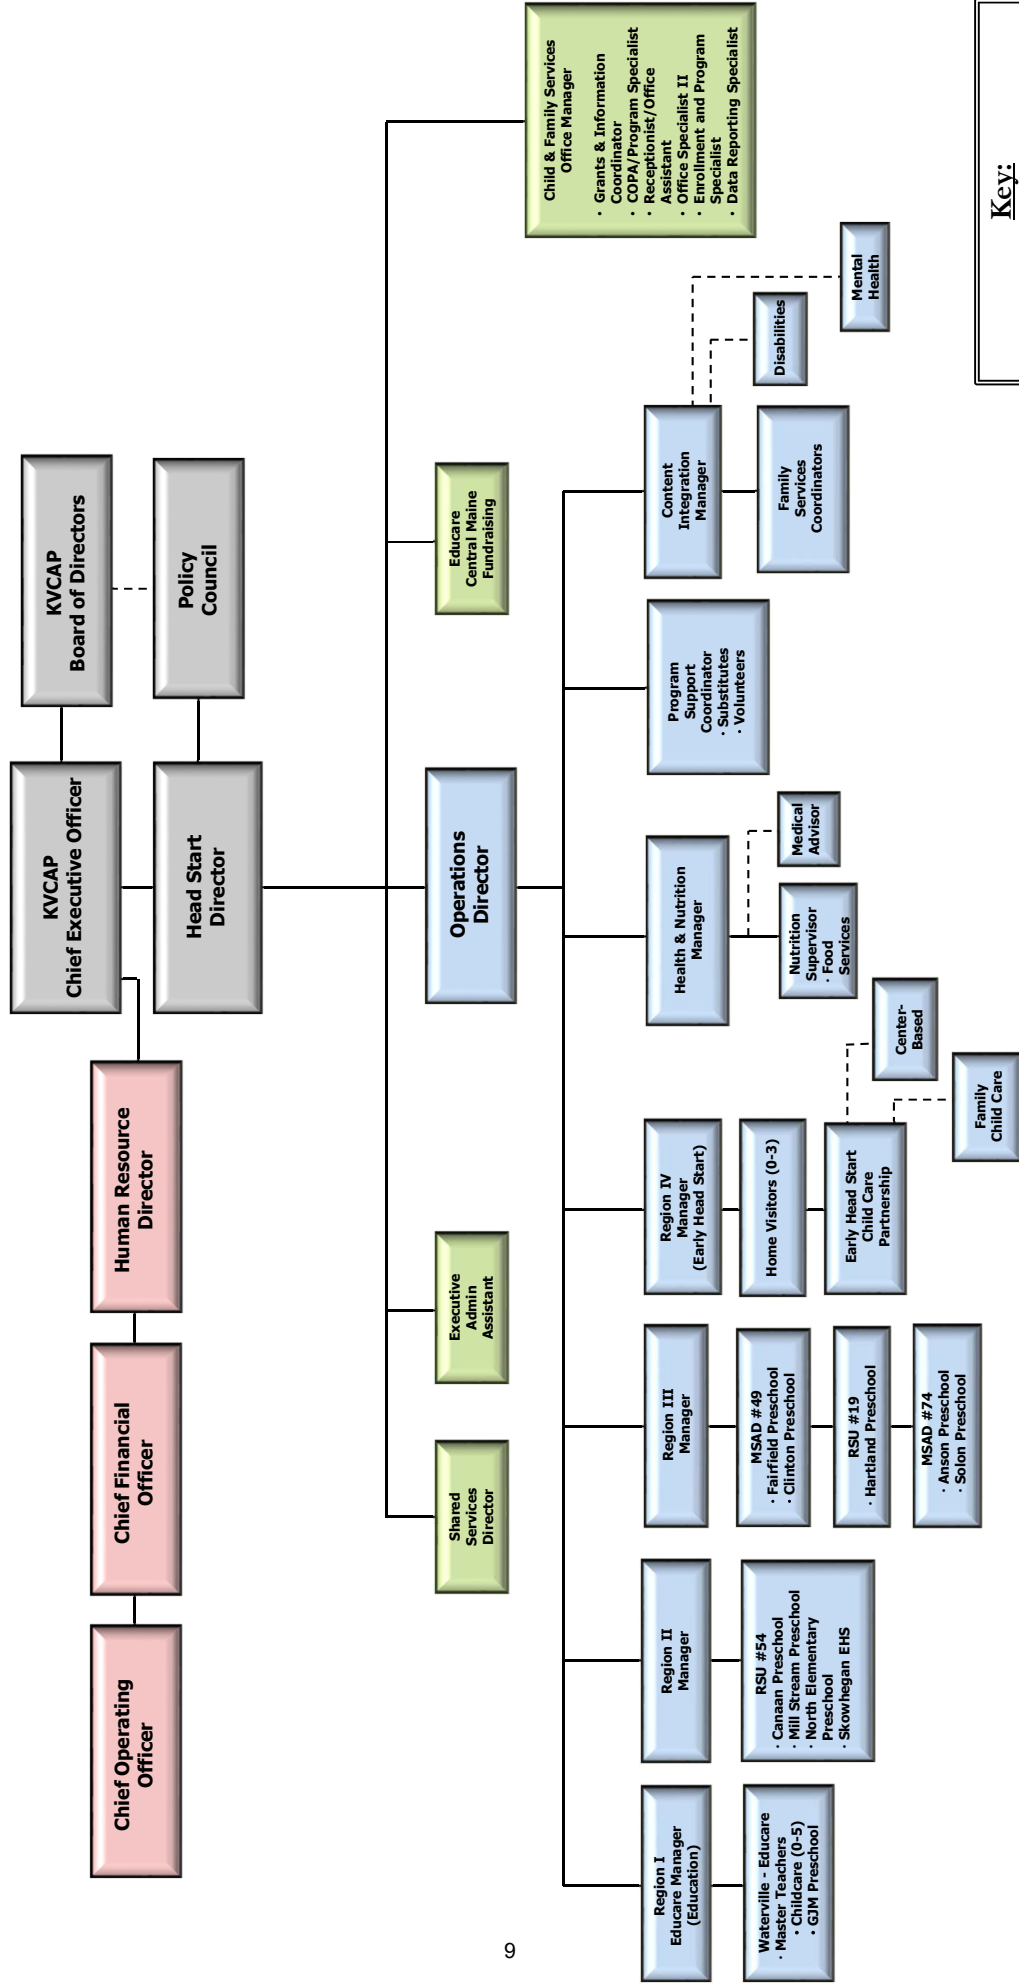 KVCAP
Chief Executive Officer
KVCAP
Board of Directors
Head Start
Director
Policy
Council
Chief Operating
Officer
Chief Financial
Officer
Human Resource
Director
Shared
Services
Director
Executive
Admin
Assistant
Operations
Director
Educare
Central Maine
Fundraising
Child & Family Services
Office Manager
· Grants & Information
Coordinator
· COPA/Program Specialist
· Receptionist/Office
Assistant
· Office Specialist II
· Enrollment and Program
Specialist
· Data Reporting Specialist
Region I
Educare Manager
(Education)
Waterville - Educare
· Master Teachers
· Childcare (0-5)
· GJM Preschool
Region II
Manager
RSU #54
· Canaan Preschool
· Mill Stream Preschool
· North Elementary
Preschool
· Skowhegan EHS
Region III
Manager
MSAD #49
· Fairfield Preschool
· Clinton Preschool
RSU #19
· Hartland Preschool
MSAD #74
· Anson Preschool
· Solon Preschool
Region IV
Manager
(Early Head Start)
Home Visitors (0-3)
Early Head Start
Child Care
Partnership
Center-
Based
Family
Child Care
Health & Nutrition
Manager
Nutrition
Supervisor
· Food
Services
Medical
Advisor
Program
Support
Coordinator
· Substitutes
· Volunteers
Content
Integration
Manager
Family
Services
Coordinators
Disabilities
Mental
Health
Key:
9